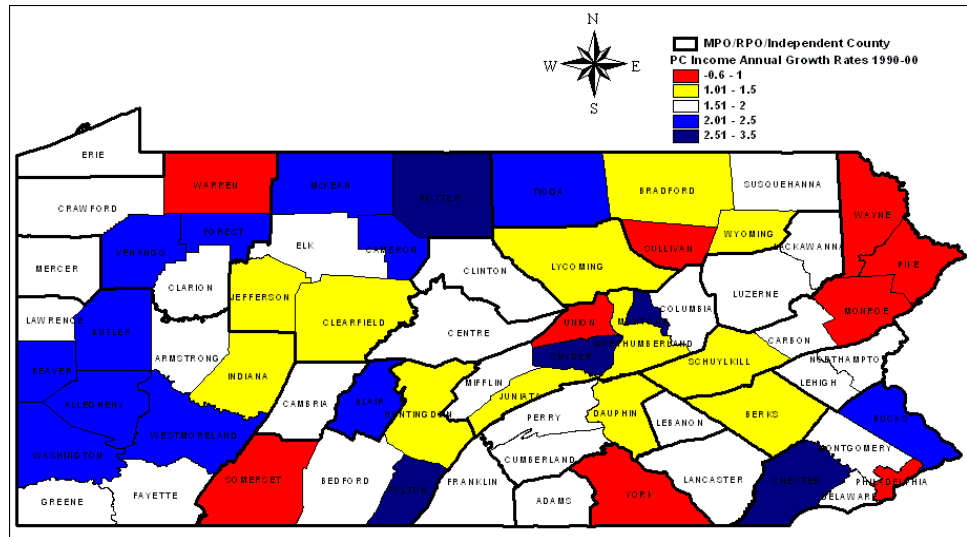 N
W E
S
MPO/RPO/Independent County
PC Income Annual Growth Rates 1990-00
-0.6 - 1
1.01 - 1.5
1.51 - 2
2.01 - 2.5
2.51 - 3.5
ERIE
WARREN
McKEAN
POTTER
TIOGA
BRADFORD
SUSQUEHANNA
CRAWFORD
WAYNE
FOREST
VENANGO
ELK
CAMERON
SULLIVAN
WYOMING
LACKAWANNA
MERCER
CLINTON
LYCOMING
PIKE
CLARION
JEFFERSON
LUZERNE
COLUMBIA
MONROE
LAWRENCE
CLEARFIELD
UNION
BUTLER
CENTRE
CARBON
NORTHUMBERLAND
ARMSTRONG
SNYDER
SCHUYLKILL
NORTHAMPTON
BEAVER
INDIANA
MIFFLIN
LEHIGH
ALLEGHENY
CAMBRIA
BLAIR
HUNTINGDON
JUNIATA
PERRY
DAUPHIN
BERKS
BUCKS
LEBANON
WESTMORELAND
WASHINGTON
MONTGOMERY
CUMBERLAND
SOMERSET
BEDFORD
FULTON
FRANKLIN
LANCASTER
CHESTER
PHILADELPHIA
GREENE
FAYETTE
ADAMS
YORK
DELAWARE